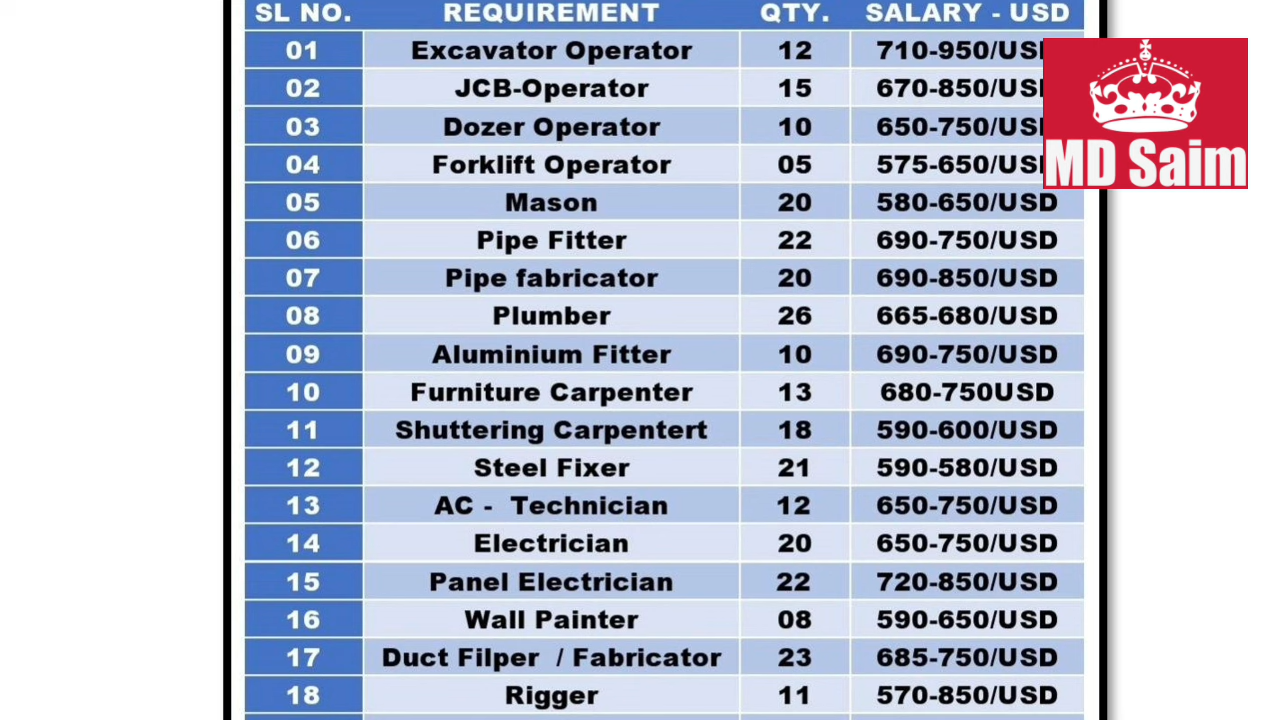 SL NO. REQUIREMENT QTY. SALARY - USD
01 Excavator Operator 12 710-950/US
02 JCB-Operator 15 670-850/US
03 Dozer Operator 10 650-750/US
04 Forklift Operator 05 575-650/US
MD Saim
05 Mason 20 580-650/USD
06 Pipe Fitter 22 690-750/USD
07 Pipe fabricator 20 690-850/USD
08 Plumber 26 665-680/USD
09 Aluminium Fitter 10 690-750/USD
10 Furniture Carpenter 13 680-750USD
11 Shuttering Carpentert 18 590-600/USD
12 Steel Fixer 21 590-580/USD
13 AC - Technician 12 650-750/USD
14 Electrician 20 650-750/USD
15 Panel Electrician 22 720-850/USD
16 Wall Painter 08 590-650/USD
17 Duct Filper / Fabricator 23 685-750/USD
18 Rigger 11 570-850/USD